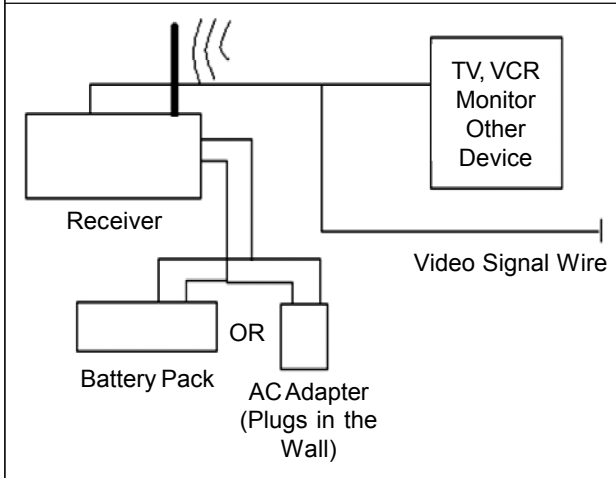 TV, VCR
Monitor
Other
Device
Receiver
Video Signal Wire
OR
Battery Pack
AC Adapter
(Plugs in the
Wall)